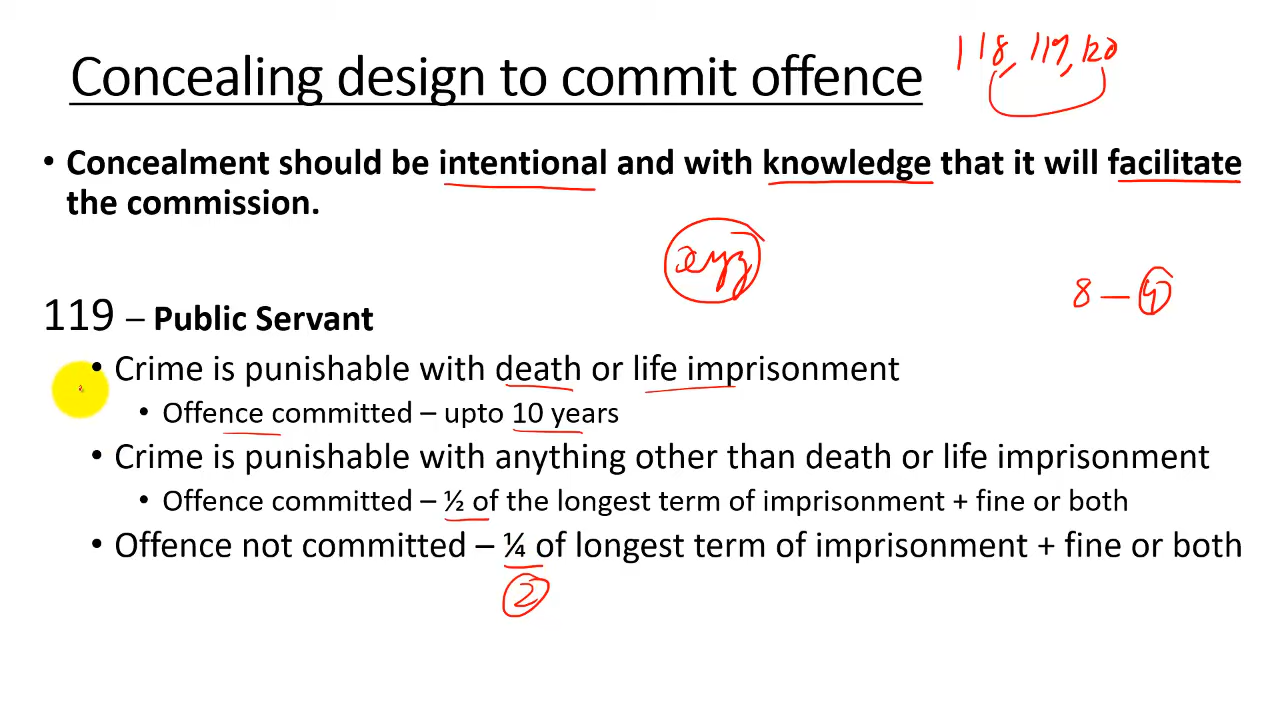 Concealing design to commit offence
118, 119, 120
• Concealment should be intentional and with knowledge that it will facilitate
the commission.
xyz
8 – 4
119 – Public Servant
• Crime is punishable with death or life imprisonment
• Offence committed – upto 10 years
• Crime is punishable with anything other than death or life imprisonment
• Offence committed – ½ of the longest term of imprisonment + fine or both
• Offence not committed – ¼ of longest term of imprisonment + fine or both
2